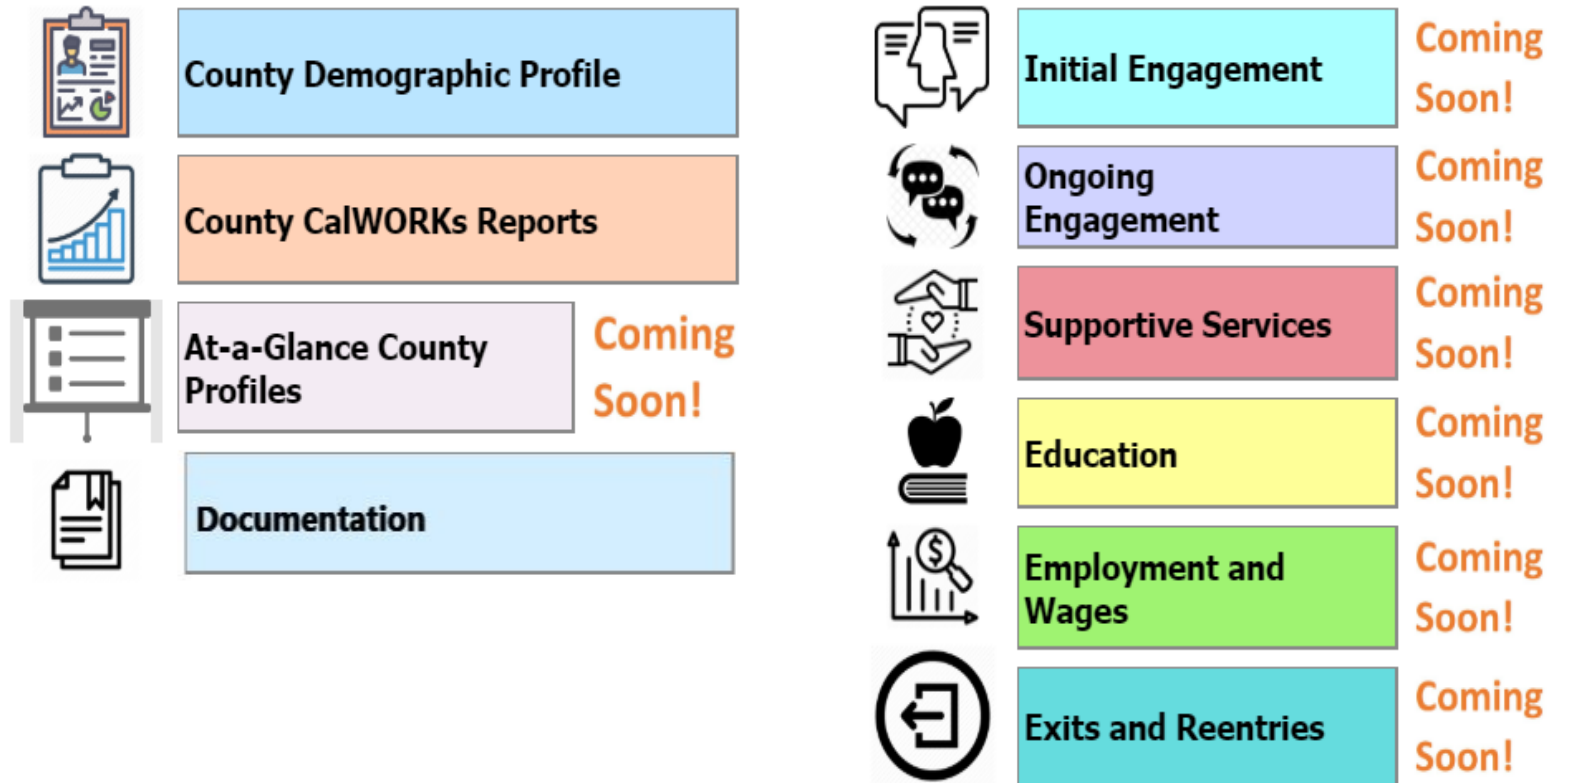 County Demographic Profile
County CalWORKs Reports
At-a-Glance County
Profiles
Coming
Soon!
Documentation
Initial Engagement
Coming
Soon!
Ongoing
Engagement
Coming
Soon!
Supportive Services
Coming
Soon!
Education
Coming
Soon!
Employment and
Wages
Coming
Soon!
Exits and Reentries
Coming
Soon!